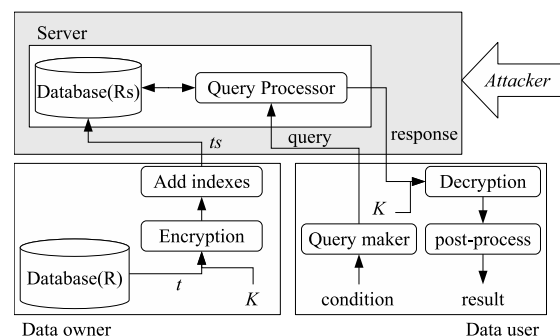 Server
Database(Rs)
Query Processor
Attacker
ts
query
response
Add indexes
Decryption
K
Encryption
Query maker
post-process
Database(R)
t
K
condition
result
Data owner
Data user